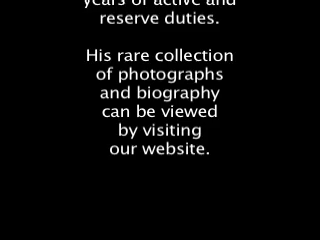 years of active and
reserve duties.
His rare collection
of photographs
and biography
can be viewed
by visiting
our website.